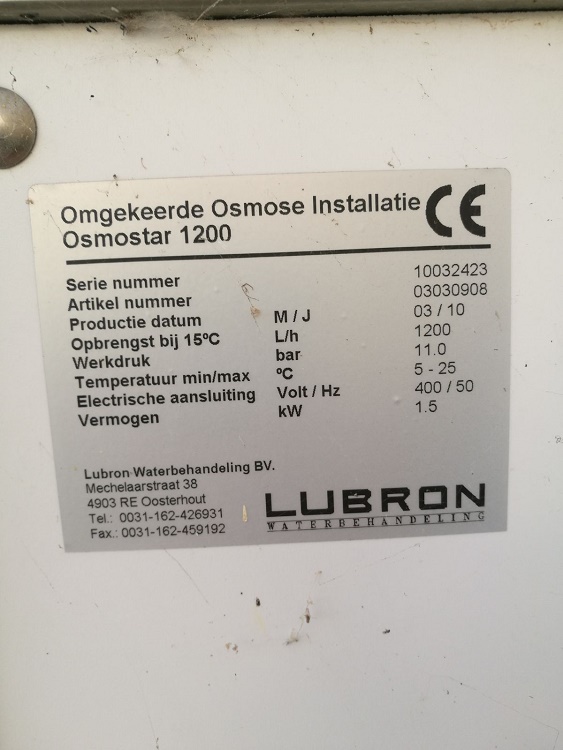 Omgekeerde Osmose Installatie CE
Osmostar 1200
Serie nummer 10032423
Artikel nummer 03030908
Productie datum M / J 03 / 10
Opbrengst bij 15ºC L/h 1200
Werkdruk bar 11.0
Temperatuur min/max ºC 5 - 25
Electrische aansluiting Volt / Hz 400 / 50
Vermogen kW 1.5
Lubron Waterbehandeling BV.
Mechelaarstraat 38
4903 RE Oosterhout
Tel.: 0031-162-426931
Fax.: 0031-162-459192
LUBRON
WATERBEHANDELING